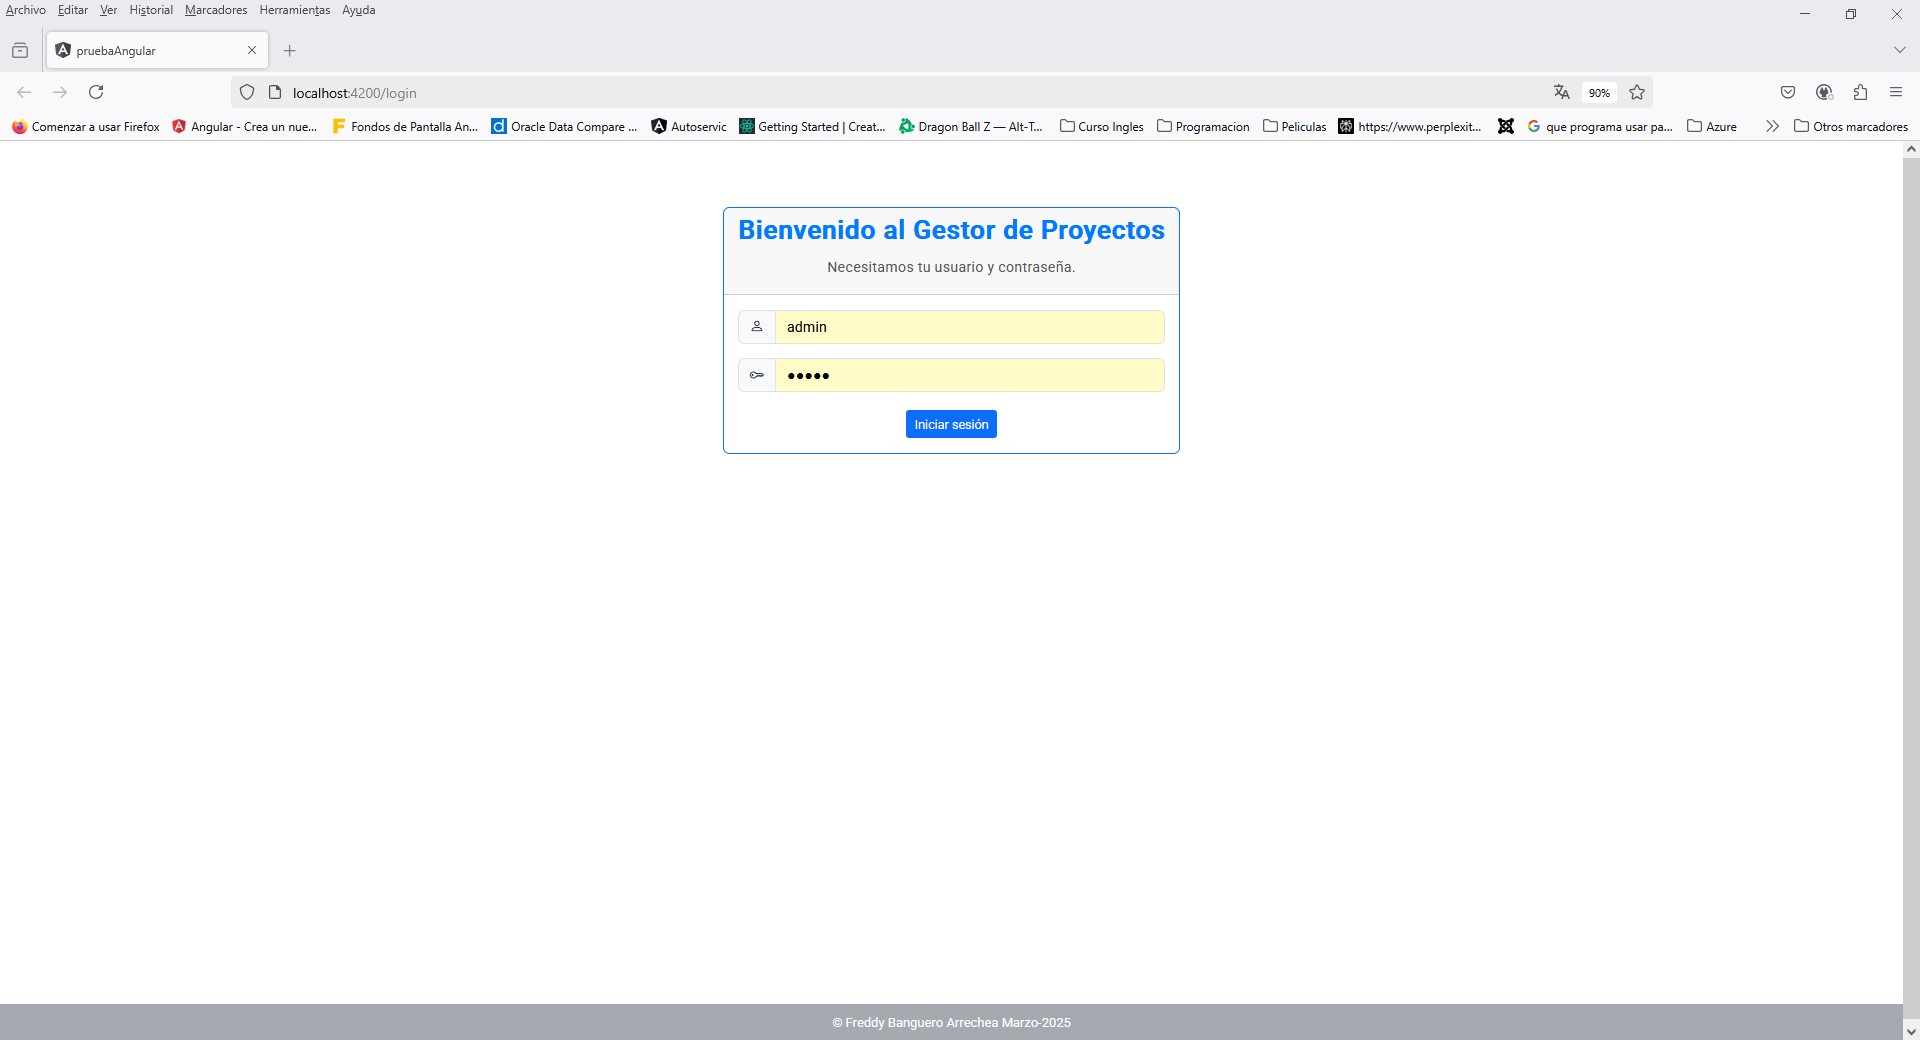 Archivo Editar Ver Historial Marcadores Herramientas Ayuda
pruebaAngular
localhost:4200/login
90%
Comenzar a usar Firefox Angular - Crea un nue... Fondos de Pantalla An... Oracle Data Compare ... Autoservic Getting Started | Creat... Dragon Ball Z — Alt-T... Curso Ingles Programacion Peliculas https://www.perplexit... que programa usar pa... Azure Otros marcadores
Bienvenido al Gestor de Proyectos
Necesitamos tu usuario y contraseña.
admin
Iniciar sesión
© Freddy Banguero Arrechea Marzo-2025